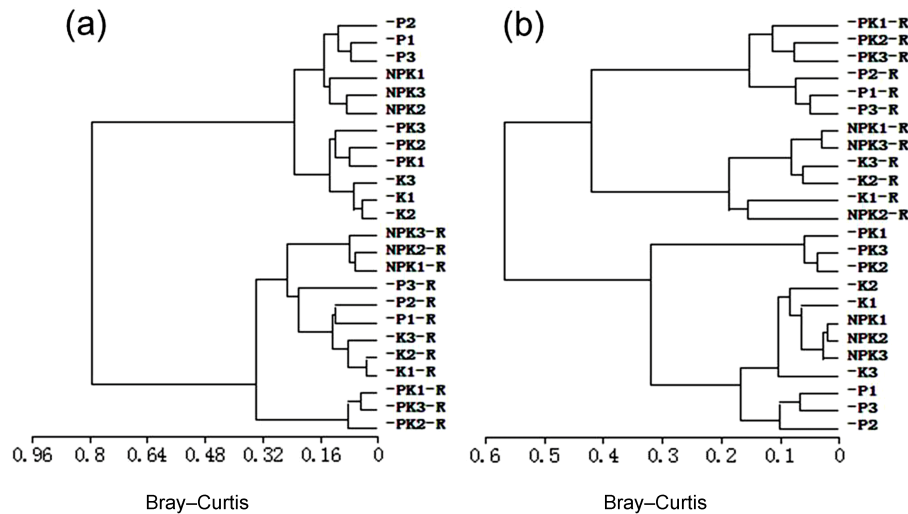 (a)
-P2
-P1
-P3
NPK1
NPK3
NPK2
-PK3
-PK2
-PK1
-K3
-K1
-K2
NPK3-R
NPK2-R
NPK1-R
-P3-R
-P2-R
-P1-R
-K3-R
-K2-R
-K1-R
-PK1-R
-PK3-R
-PK2-R
0.96 0.8 0.64 0.48 0.32 0.16 0
Bray–Curtis
(b)
-PK1-R
-PK2-R
-PK3-R
-P2-R
-P1-R
-P3-R
NPK1-R
NPK3-R
-K3-R
-K2-R
-K1-R
NPK2-R
-PK1
-PK3
-PK2
-K2
-K1
NPK1
NPK2
NPK3
-K3
-P1
-P3
-P2
0.6 0.5 0.4 0.3 0.2 0.1 0
Bray–Curtis